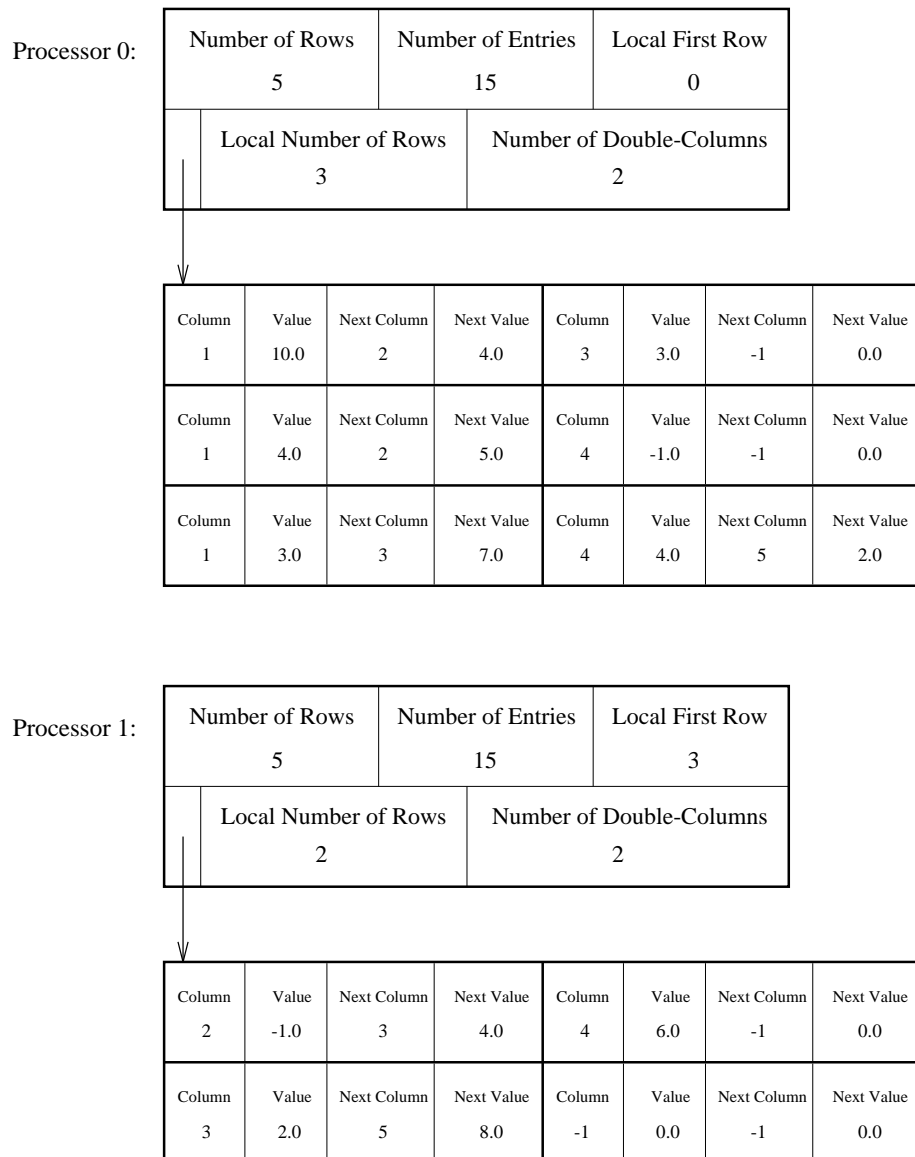 Processor 0:
Number of Rows Number of Entries Local First Row
5 15 0
Local Number of Rows Number of Double-Columns
3 2
Column Value Next Column Next Value Column Value Next Column Next Value
1 10.0 2 4.0 3 3.0 -1 0.0
Column Value Next Column Next Value Column Value Next Column Next Value
1 4.0 2 5.0 4 -1.0 -1 0.0
Column Value Next Column Next Value Column Value Next Column Next Value
1 3.0 3 7.0 4 4.0 5 2.0
Processor 1:
Number of Rows Number of Entries Local First Row
5 15 3
Local Number of Rows Number of Double-Columns
2 2
Column Value Next Column Next Value Column Value Next Column Next Value
2 -1.0 3 4.0 4 6.0 -1 0.0
Column Value Next Column Next Value Column Value Next Column Next Value
3 2.0 5 8.0 -1 0.0 -1 0.0